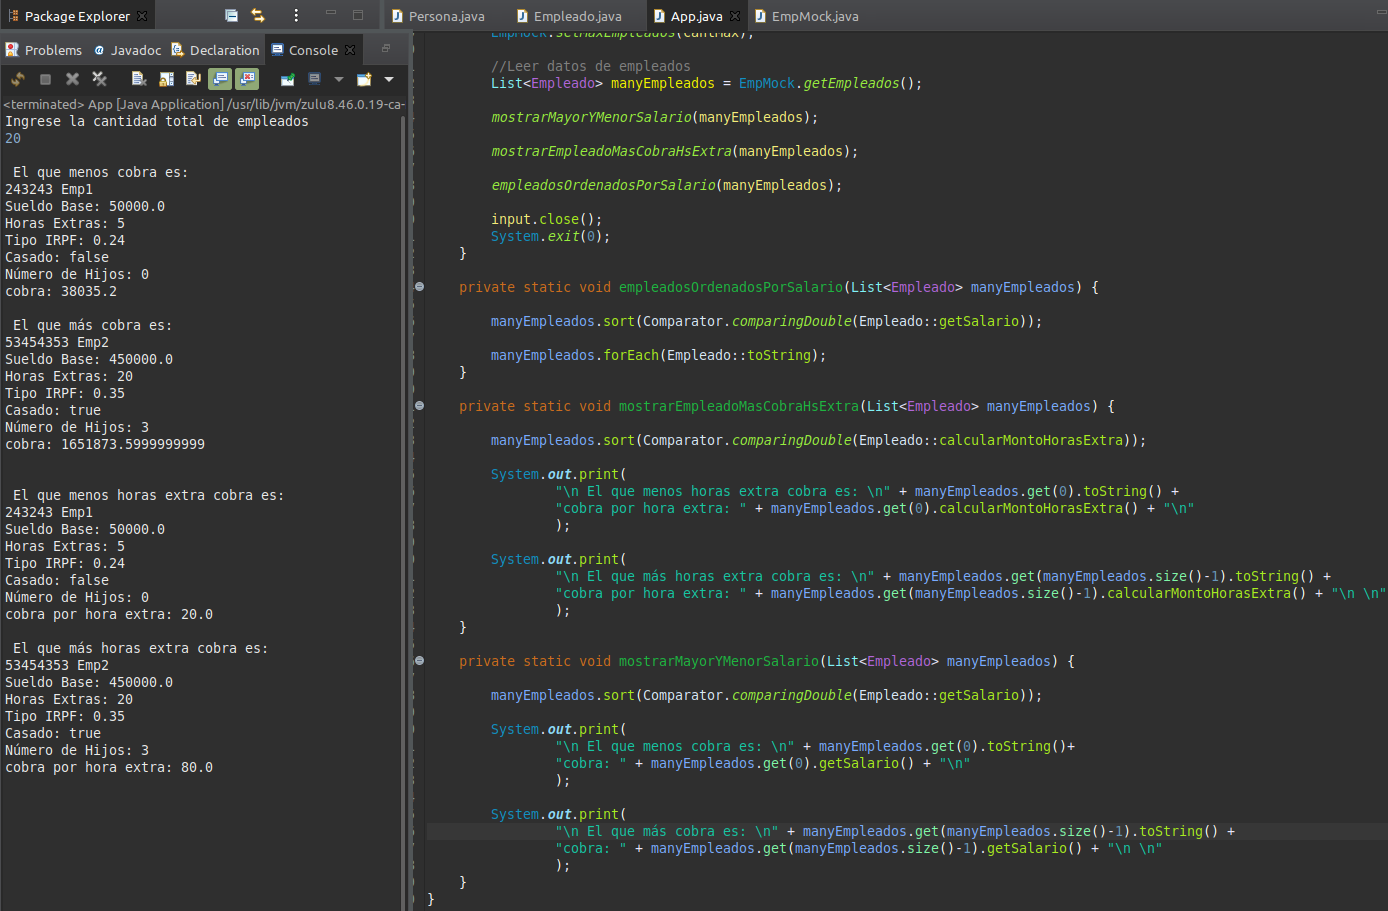 Package Explorer
Problems Javadoc Declaration Console
<terminated> App [Java Application] /usr/lib/jvm/zulu8.46.0.19-ca-
Ingrese la cantidad total de empleados
20
El que menos cobra es:
243243 Emp1
Sueldo Base: 50000.0
Horas Extras: 5
Tipo IRPF: 0.24
Casado: false
Número de Hijos: 0
cobra: 38035.2
El que más cobra es:
53454353 Emp2
Sueldo Base: 450000.0
Horas Extras: 20
Tipo IRPF: 0.35
Casado: true
Número de Hijos: 3
cobra: 1651873.5999999999
El que menos horas extra cobra es:
243243 Emp1
Sueldo Base: 50000.0
Horas Extras: 5
Tipo IRPF: 0.24
Casado: false
Número de Hijos: 0
cobra por hora extra: 20.0
El que más horas extra cobra es:
53454353 Emp2
Sueldo Base: 450000.0
Horas Extras: 20
Tipo IRPF: 0.35
Casado: true
Número de Hijos: 3
cobra por hora extra: 80.0
Persona.java Empleado.java App.java EmpMock.java
EmpMock.setMaxEmpleados(cantMax);
//Leer datos de empleados
List<Empleado> manyEmpleados = EmpMock.getEmpleados();
mostrarMayorYMenorSalario(manyEmpleados);
mostrarEmpleadoMasCobraHsExtra(manyEmpleados);
empleadosOrdenadosPorSalario(manyEmpleados);
input.close();
System.exit(0);
}
private static void empleadosOrdenadosPorSalario(List<Empleado> manyEmpleados) {
manyEmpleados.sort(Comparator.comparingDouble(Empleado::getSalario));
manyEmpleados.forEach(Empleado::toString);
}
private static void mostrarEmpleadoMasCobraHsExtra(List<Empleado> manyEmpleados) {
manyEmpleados.sort(Comparator.comparingDouble(Empleado::calcularMontoHorasExtra));
System.out.print(
"\n El que menos horas extra cobra es: \n" + manyEmpleados.get(0).toString() +
"cobra por hora extra: " + manyEmpleados.get(0).calcularMontoHorasExtra() + "\n"
);
System.out.print(
"\n El que más horas extra cobra es: \n" + manyEmpleados.get(manyEmpleados.size()-1).toString() +
"cobra por hora extra: " + manyEmpleados.get(manyEmpleados.size()-1).calcularMontoHorasExtra() + "\n \n"
);
}
private static void mostrarMayorYMenorSalario(List<Empleado> manyEmpleados) {
manyEmpleados.sort(Comparator.comparingDouble(Empleado::getSalario));
System.out.print(
"\n El que menos cobra es: \n" + manyEmpleados.get(0).toString()+
"cobra: " + manyEmpleados.get(0).getSalario() + "\n"
);
System.out.print(
"\n El que más cobra es: \n" + manyEmpleados.get(manyEmpleados.size()-1).toString() +
"cobra: " + manyEmpleados.get(manyEmpleados.size()-1).getSalario() + "\n \n"
);
}
}